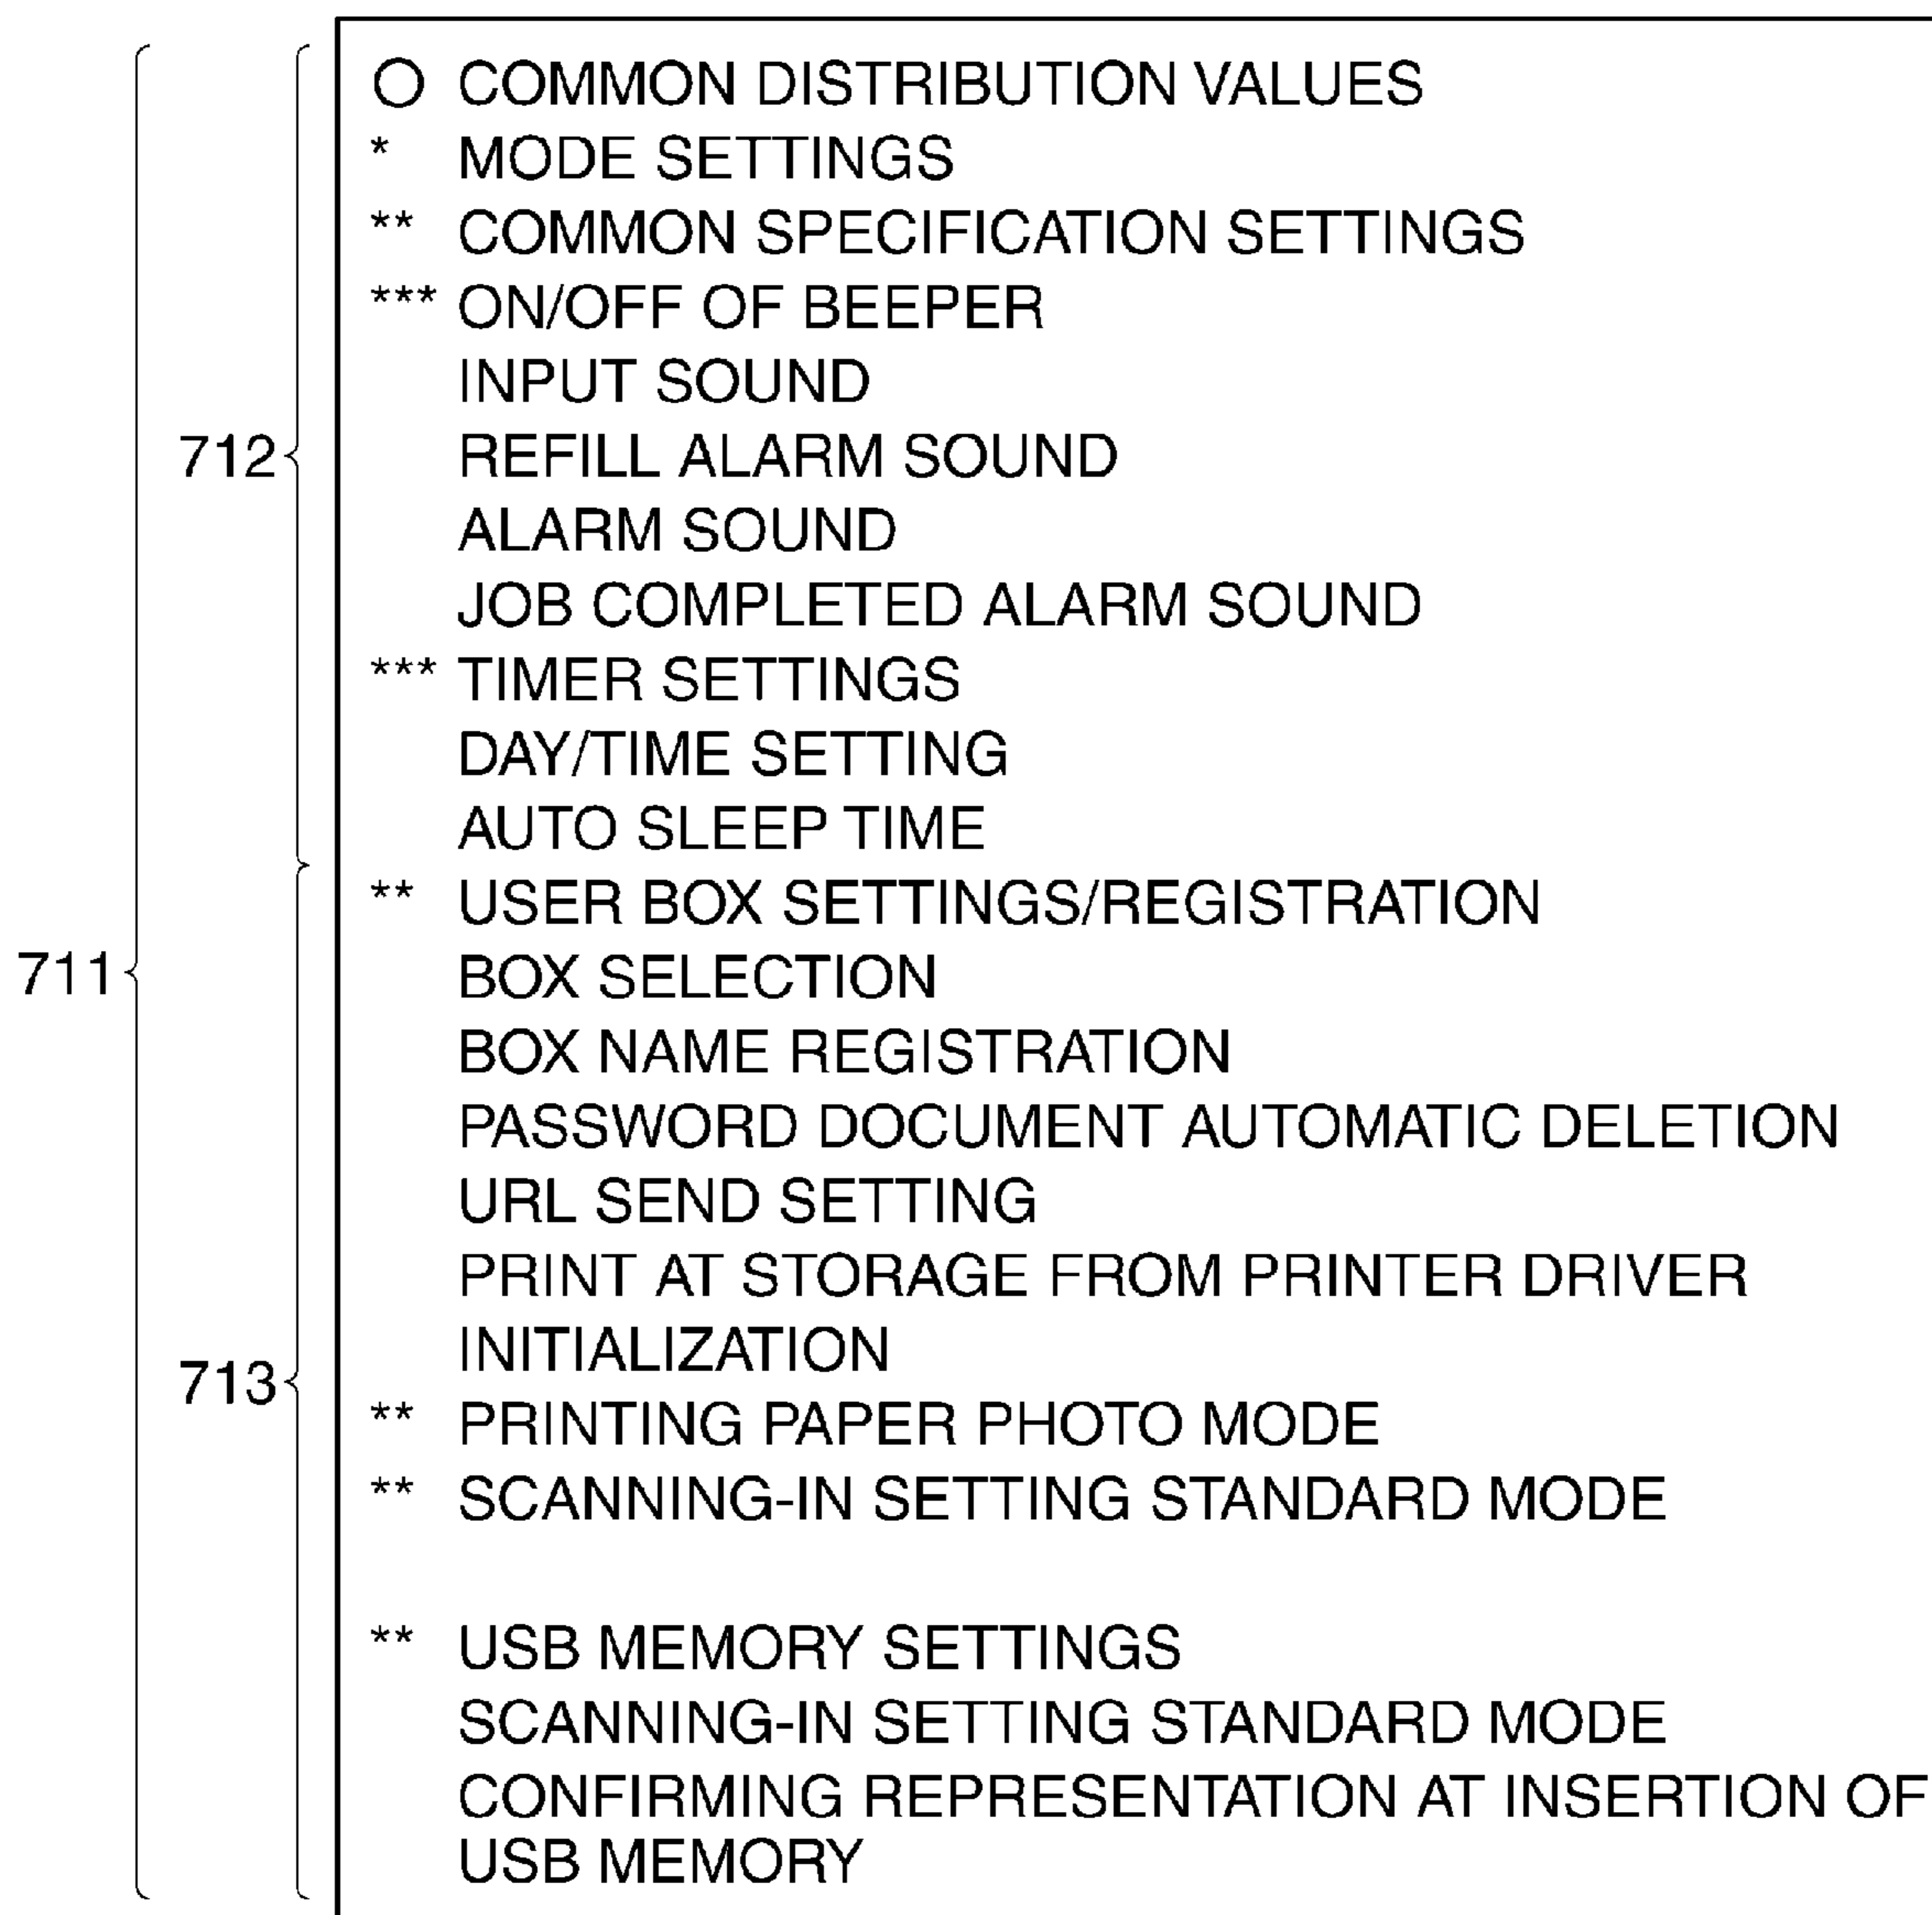 ○ COMMON DISTRIBUTION VALUES
* MODE SETTINGS
** COMMON SPECIFICATION SETTINGS
*** ON/OFF OF BEEPER
INPUT SOUND
712
REFILL ALARM SOUND
ALARM SOUND
JOB COMPLETED ALARM SOUND
*** TIMER SETTINGS
DAY/TIME SETTING
AUTO SLEEP TIME
** USER BOX SETTINGS/REGISTRATION
711
BOX SELECTION
BOX NAME REGISTRATION
PASSWORD DOCUMENT AUTOMATIC DELETION
URL SEND SETTING
PRINT AT STORAGE FROM PRINTER DRIVER
INITIALIZATION
713
** PRINTING PAPER PHOTO MODE
** SCANNING-IN SETTING STANDARD MODE
** USB MEMORY SETTINGS
SCANNING-IN SETTING STANDARD MODE
CONFIRMING REPRESENTATION AT INSERTION OF
USB MEMORY